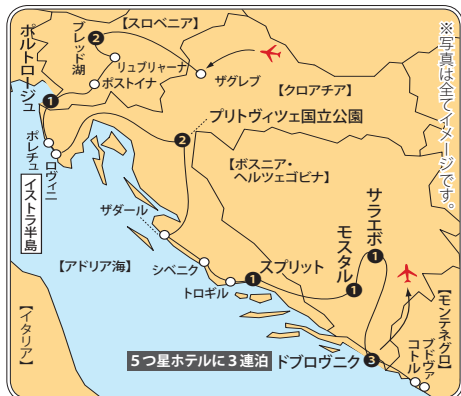 ※写真は全てイメージです。
【スロベニア】
ブレッド湖
❷
リュブリャーナ
ポストイナ
ザグレブ
【クロアチア】
ポルトロージュ
❶
ポレチュ
ロヴィニ
イストラ半島
プリトヴィツェ国立公園
❷
【ボスニア・
ヘルツェゴビナ】
ザダール
シベニク
トロギル
スプリット
❶
モスタル
❶
サラエボ
❶
【アドリア海】
【イタリア】
【モンテネグロ】
5つ星ホテルに3連泊
ドブロヴニク
❸
ブドヴァ
コトル